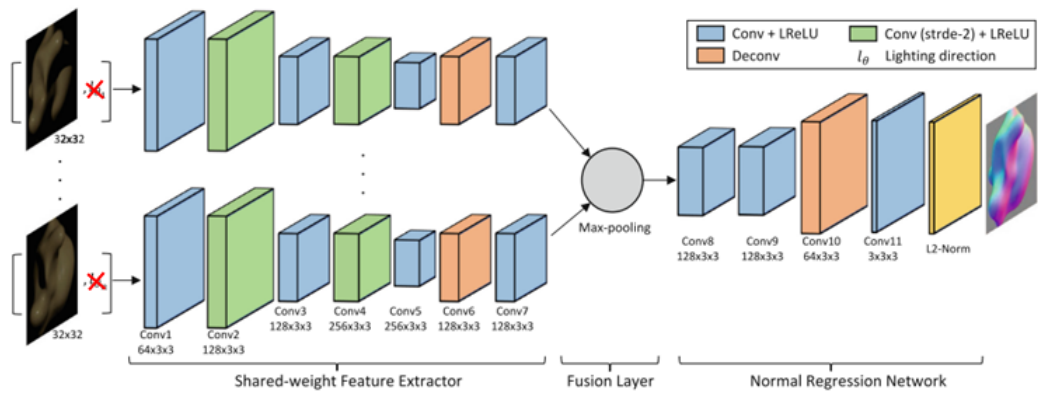 Conv + LReLU
Conv (strde-2) + LReLU
Deconv
lθ Lighting direction
32x32
32x32
Max-pooling
Conv8
128x3x3
Conv9
128x3x3
Conv10
64x3x3
Conv11
3x3x3
L2-Norm
Conv1
64x3x3
Conv2
128x3x3
Conv3
128x3x3
Conv4
256x3x3
Conv5
256x3x3
Conv6
128x3x3
Conv7
128x3x3
Shared-weight Feature Extractor
Fusion Layer
Normal Regression Network